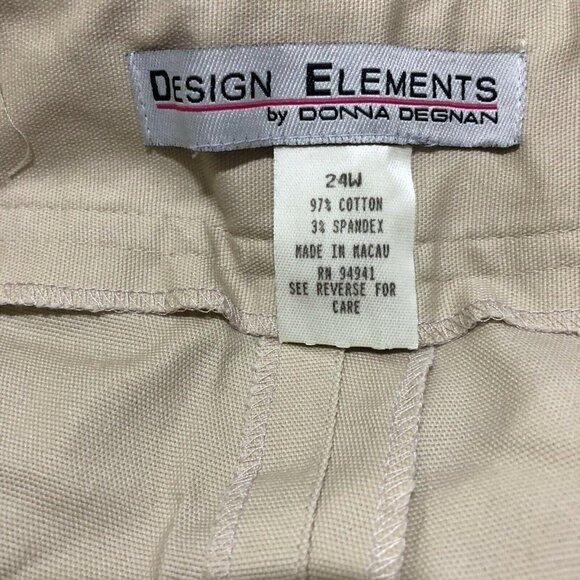 DESIGN ELEMENTS
by DONNA DEGNAN
24W
97% COTTON
3% SPANDEX
MADE IN MACAU
RN 94941
SEE REVERSE FOR
CARE